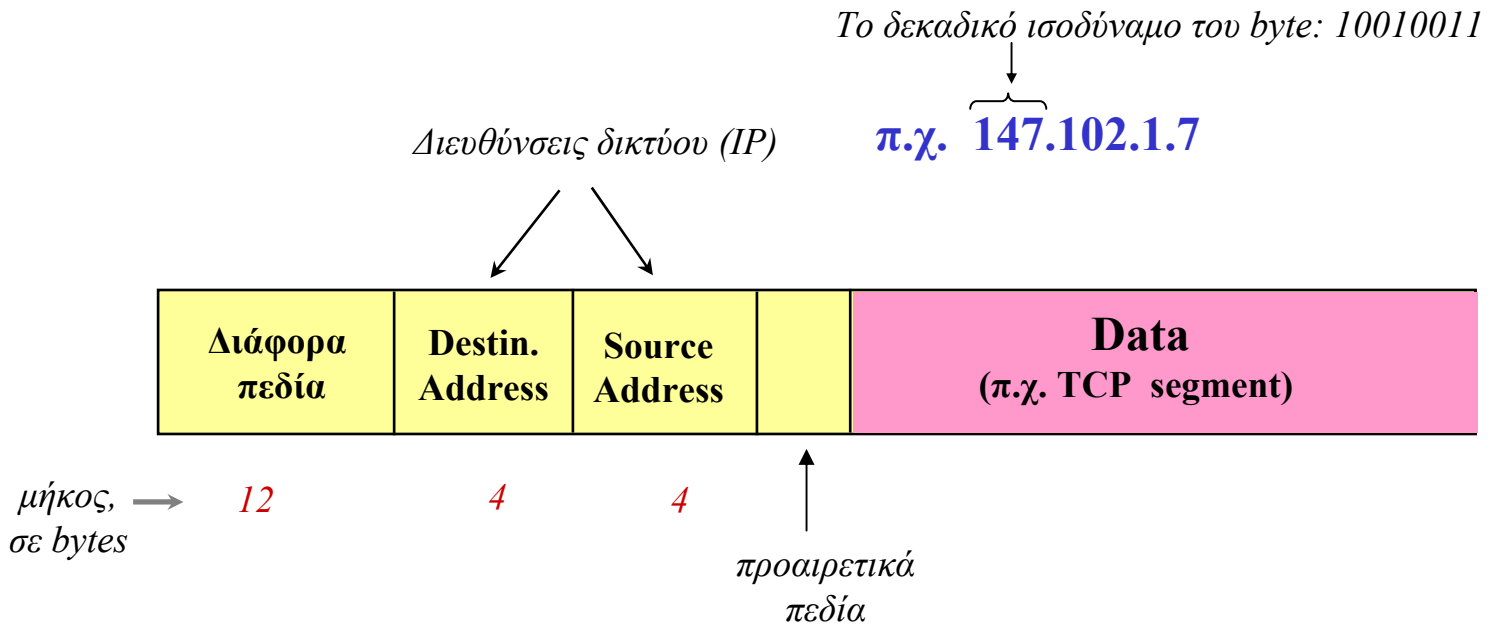 Το δεκαδικό ισοδύναμο του byte: 10010011
Διευθύνσεις δικτύου (IP)
π.χ. 147.102.1.7
Διάφορα
πεδία
Destin.
Address
Source
Address
Data
(π.χ. TCP segment)
μήκος,
σε bytes
12
4
4
προαιρετικά
πεδία